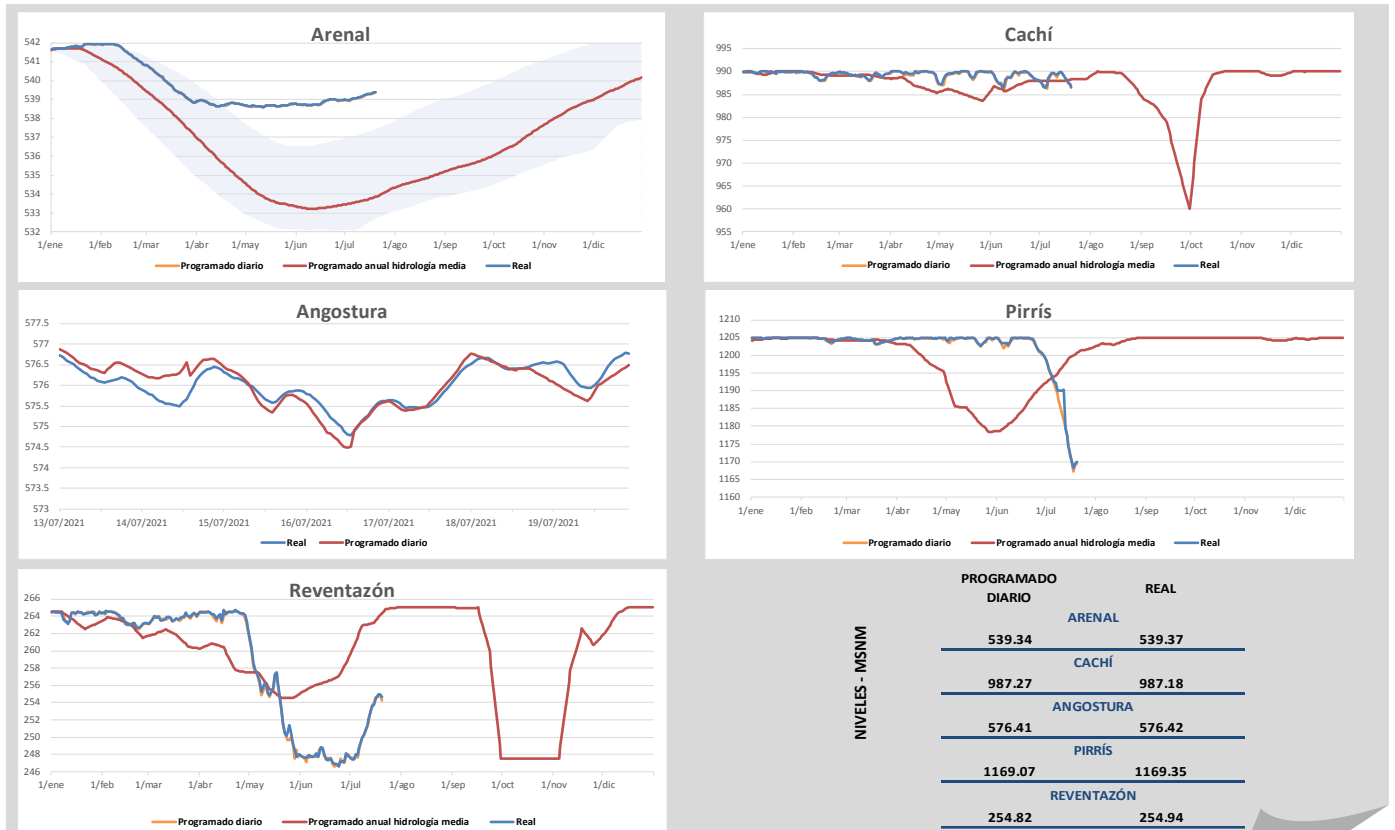 Arenal
542
541
540
539
537
536
535
534
533
532
1/ene 1/feb 1/mar 1/abr 1/may 1/jun 1/jul 1/ago 1/sep 1/oct 1/nov 1/dic
Programado diario Programado anual hidrología media Real
Cachí
995
990
985
980
975
970
965
960
955
1/ene 1/feb 1/mar 1/abr 1/may 1/jun 1/jul 1/ago 1/sep 1/oct 1/nov 1/dic
Programado diario Programado anual hidrología media Real
Angostura
577.5
577
576.5
576
575.5
575
574.5
574
573.5
573
13/07/2021 14/07/2021 15/07/2021 16/07/2021 17/07/2021 18/07/2021 19/07/2021
Real Programado diario
Pirrís
1210
1205
1200
1195
1190
1185
1180
1175
1170
1165
1160
1/ene 1/feb 1/mar 1/abr 1/may 1/jun 1/jul 1/ago 1/sep 1/oct 1/nov 1/dic
Programado diario Programado anual hidrología media Real
Reventazón
266
264
262
260
258
256
254
252
250
248
246
1/ene 1/feb 1/mar 1/abr 1/may 1/jun 1/jul 1/ago 1/sep 1/oct 1/nov 1/dic
Programado diario Programado anual hidrología media Real
NIVELES - MSNM
PROGRAMADO
DIARIO
REAL
ARENAL
539.34 539.37
CACHÍ
987.27 987.18
ANGOSTURA
576.41 576.42
PIRRÍS
1169.07 1169.35
REVENTAZÓN
254.82 254.94